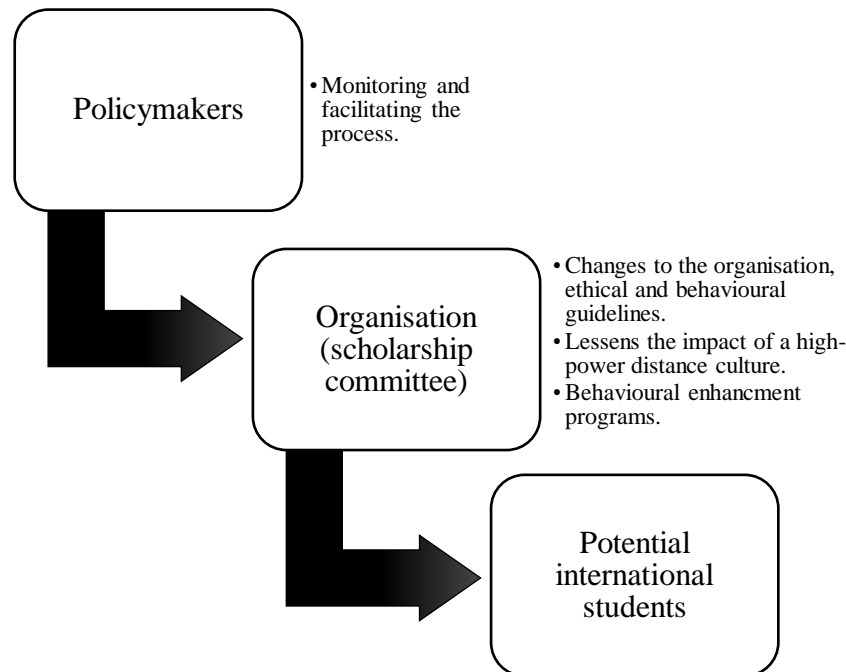 Policymakers
• Monitoring and
facilitating the
process.
Organisation
(scholarship
committee)
• Changes to the organisation,
ethical and behavioural
guidelines.
• Lessens the impact of a high-
power distance culture.
• Behavioural enhancment
programs.
Potential
international
students